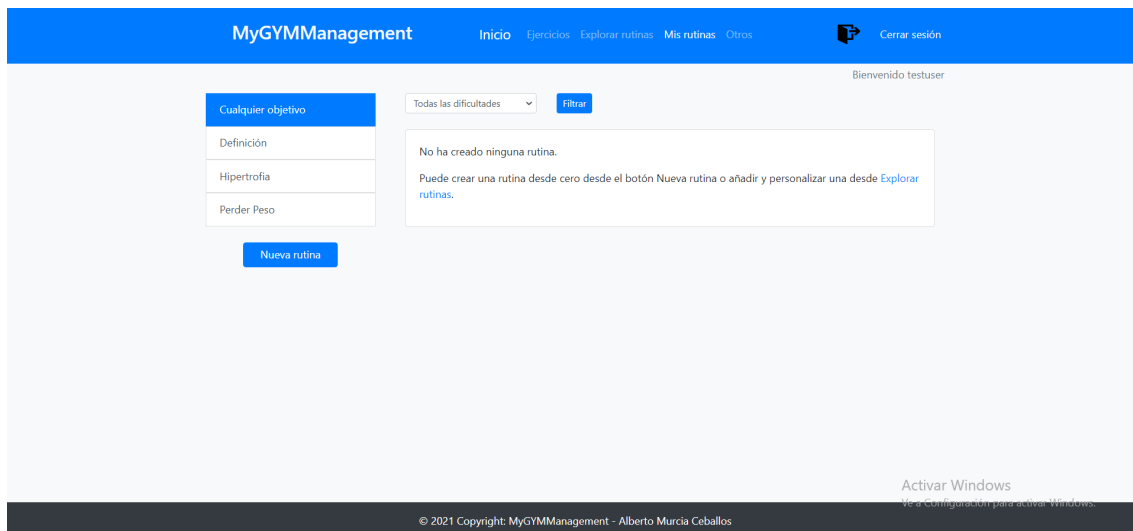 MyGYMManagement Inicio Ejercicios Explorar rutinas Mis rutinas Otros Cerrar sesión
Bienvenido testuser
Cualquier objetivo
Definición
Hipertrofia
Perder Peso
Nueva rutina
Todas las dificultades Filtrar
No ha creado ninguna rutina.
Puede crear una rutina desde cero desde el botón Nueva rutina o añadir y personalizar una desde Explorar
rutinas.
Activar Windows
Ve a Configuración para activar Windows.
© 2021 Copyright: MyGYMManagement - Alberto Murcia Ceballos